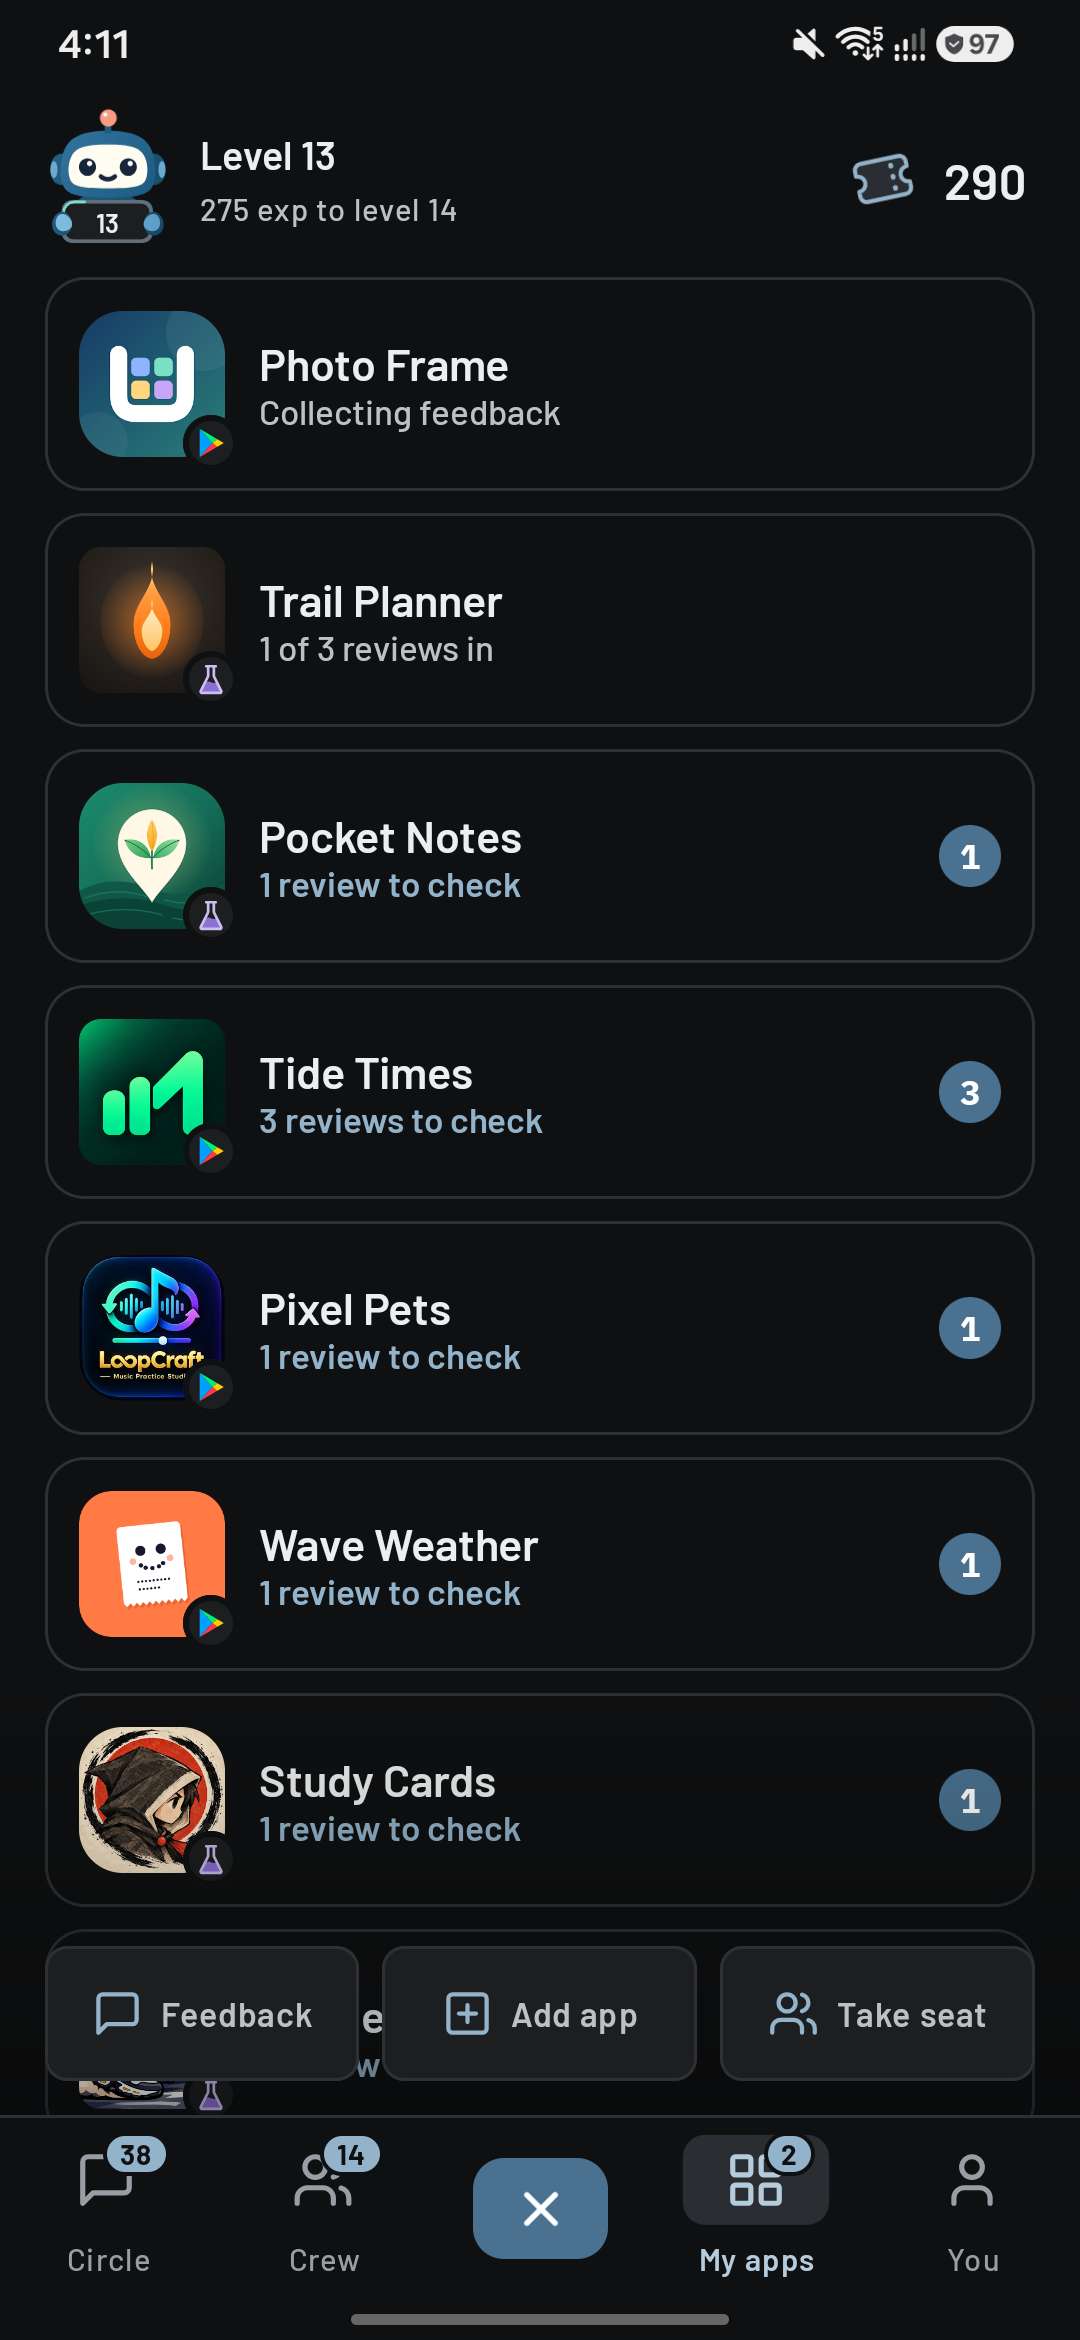 4:11
5
97
Level 13
275 exp to level 14
13
290
Photo Frame
Collecting feedback
Trail Planner
1 of 3 reviews in
Pocket Notes
1 review to check
1
Tide Times
3 reviews to check
3
LoopCraft
Music Practice
Pixel Pets
1 review to check
1
Wave Weather
1 review to check
1
Study Cards
1 review to check
1
Feedback
Add app
Take seat
38
14
2
Circle
Crew
My apps
You